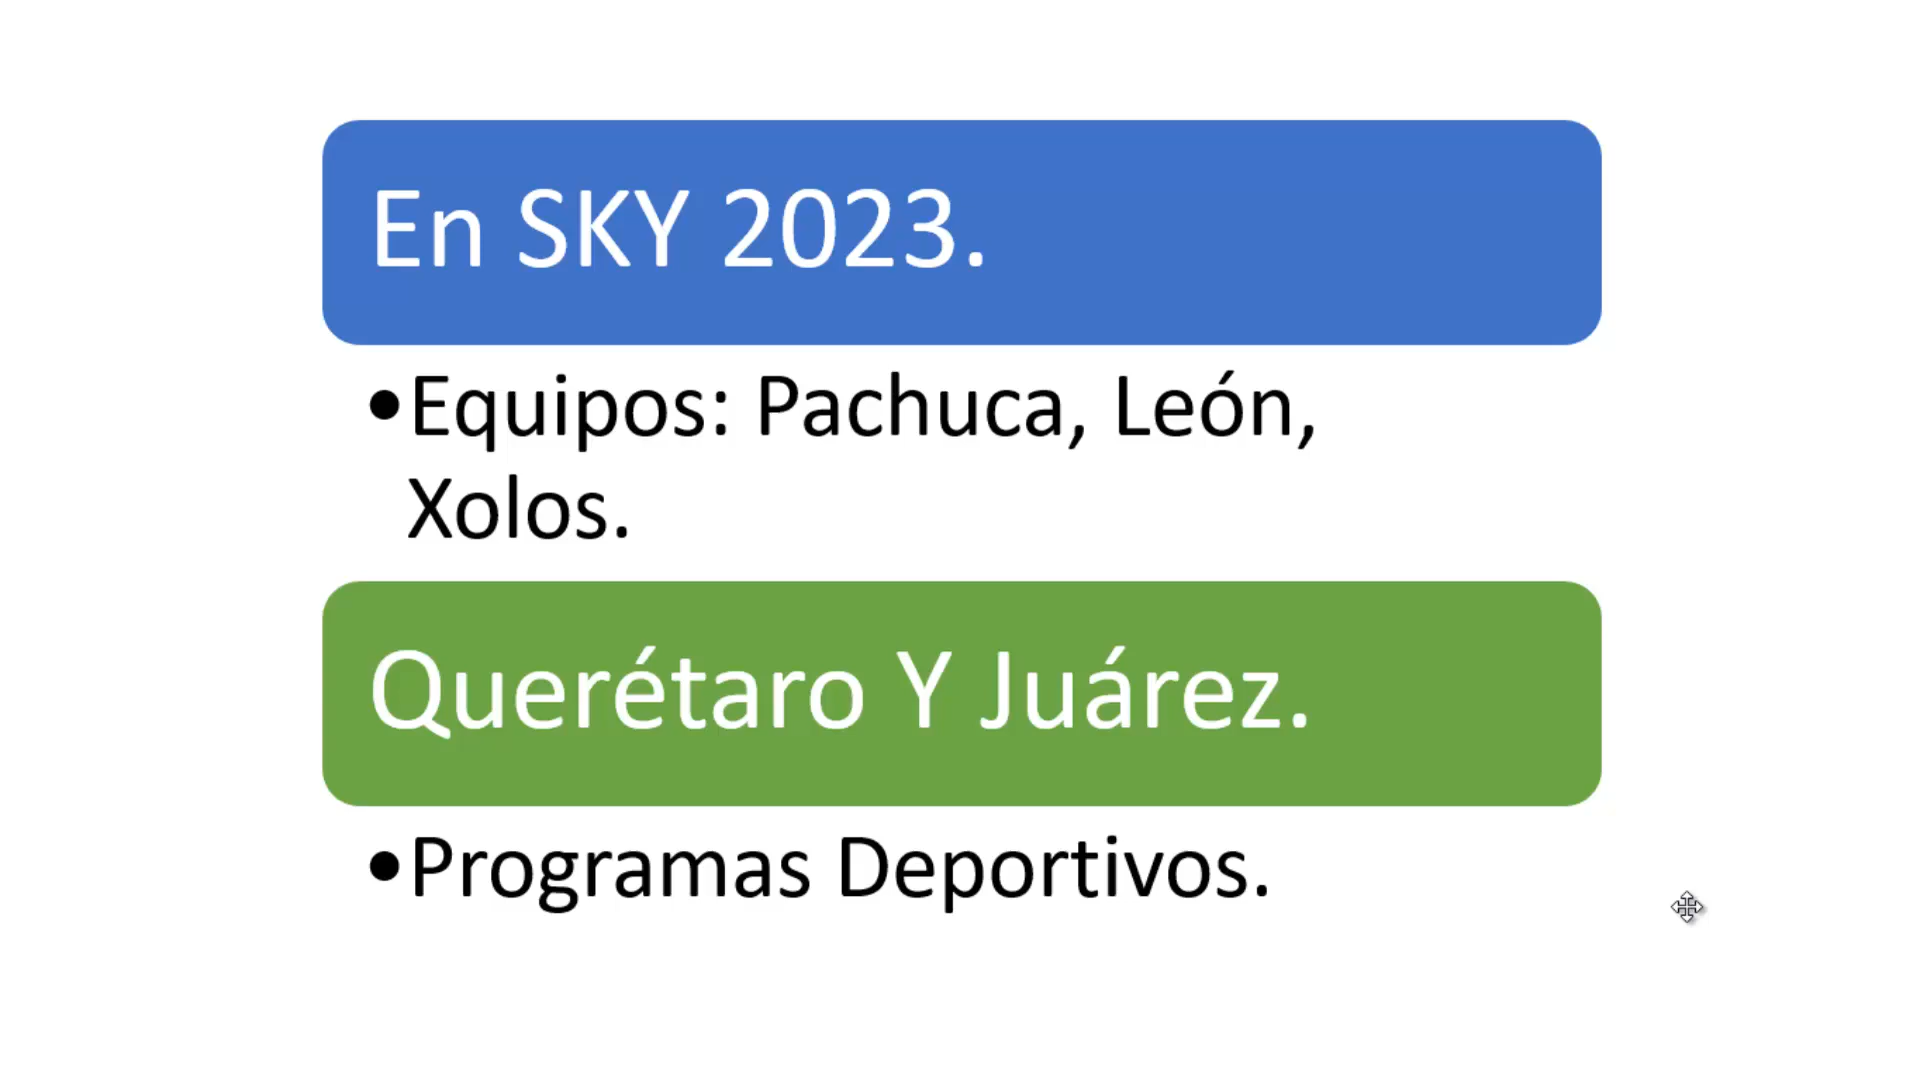 En SKY 2023.
•Equipos: Pachuca, León,
Xolos.
Querétaro Y Juárez.
•Programas Deportivos.